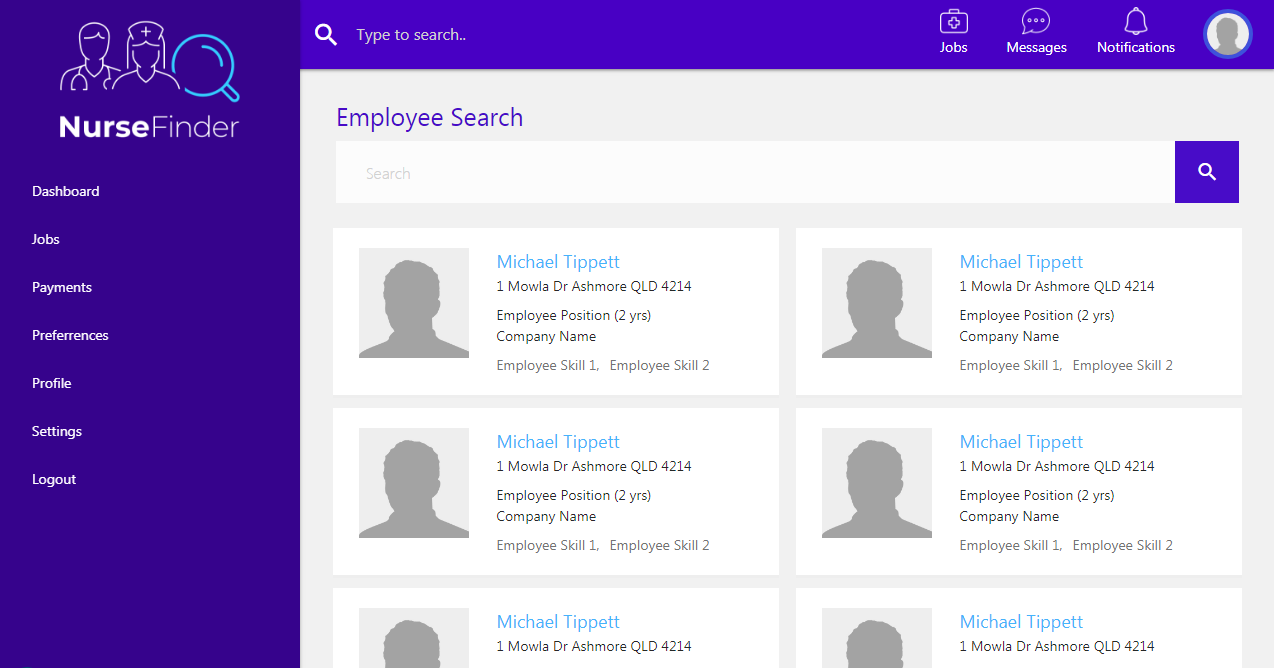 NurseFinder
Dashboard
Jobs
Payments
Preferrences
Profile
Settings
Logout
Type to search..
Jobs
Messages
Notifications
Employee Search
Search
Michael Tippett
1 Mowla Dr Ashmore QLD 4214
Employee Position (2 yrs)
Company Name
Employee Skill 1, Employee Skill 2
Michael Tippett
1 Mowla Dr Ashmore QLD 4214
Employee Position (2 yrs)
Company Name
Employee Skill 1, Employee Skill 2
Michael Tippett
1 Mowla Dr Ashmore QLD 4214
Employee Position (2 yrs)
Company Name
Employee Skill 1, Employee Skill 2
Michael Tippett
1 Mowla Dr Ashmore QLD 4214
Employee Position (2 yrs)
Company Name
Employee Skill 1, Employee Skill 2
Michael Tippett
1 Mowla Dr Ashmore QLD 4214
Michael Tippett
1 Mowla Dr Ashmore QLD 4214